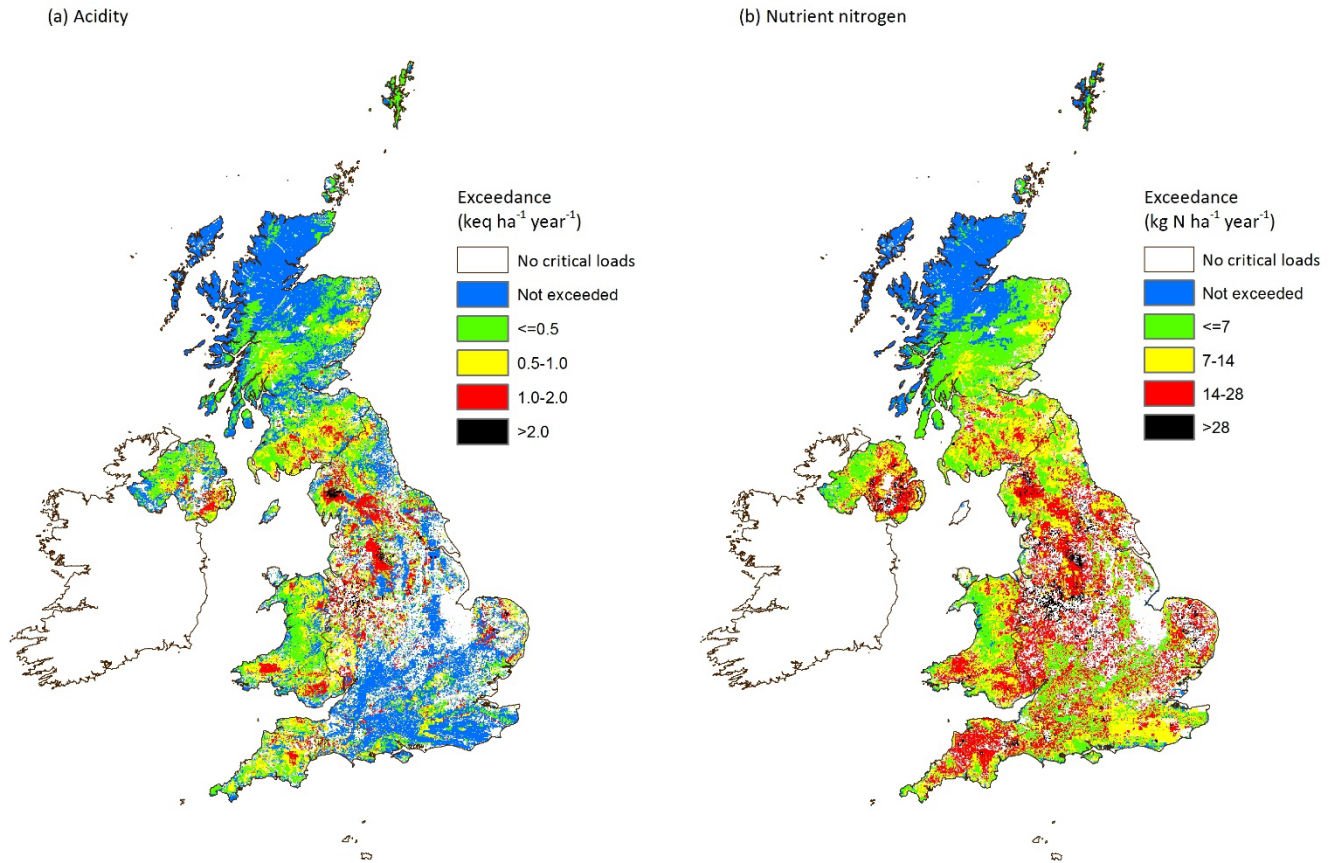 (a) Acidity
Exceedance
(keq ha⁻¹ year⁻¹)
No critical loads
Not exceeded
<=0.5
0.5-1.0
1.0-2.0
>2.0
(b) Nutrient nitrogen
Exceedance
(kg N ha⁻¹ year⁻¹)
No critical loads
Not exceeded
<=7
7-14
14-28
>28